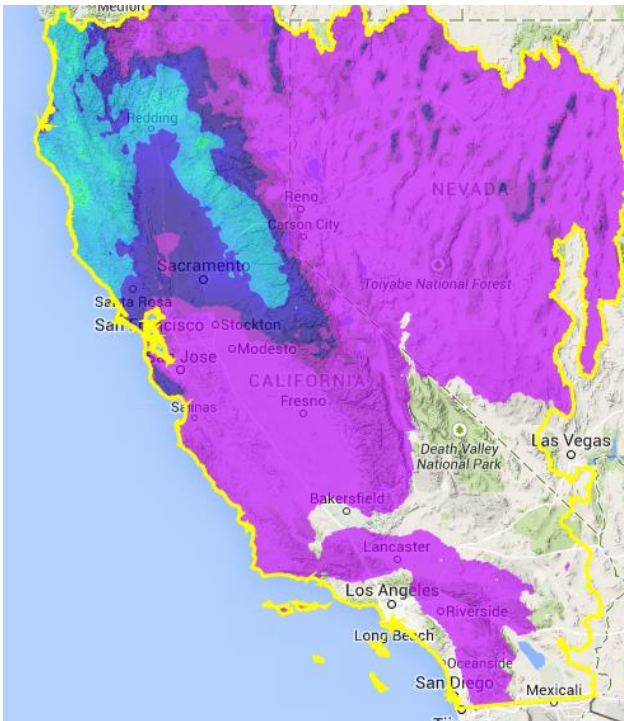 Medford
Redding
Reno
NEVADA
Carson City
Sacramento
Toiyabe National Forest
Santa Rosa
San Francisco
Stockton
Modesto
San Jose
CALIFORNIA
Salinas
Fresno
Las Vegas
Death Valley
National Park
Bakersfield
Lancaster
Los Angeles
Riverside
Long Beach
Oceanside
San Diego
Mexicali